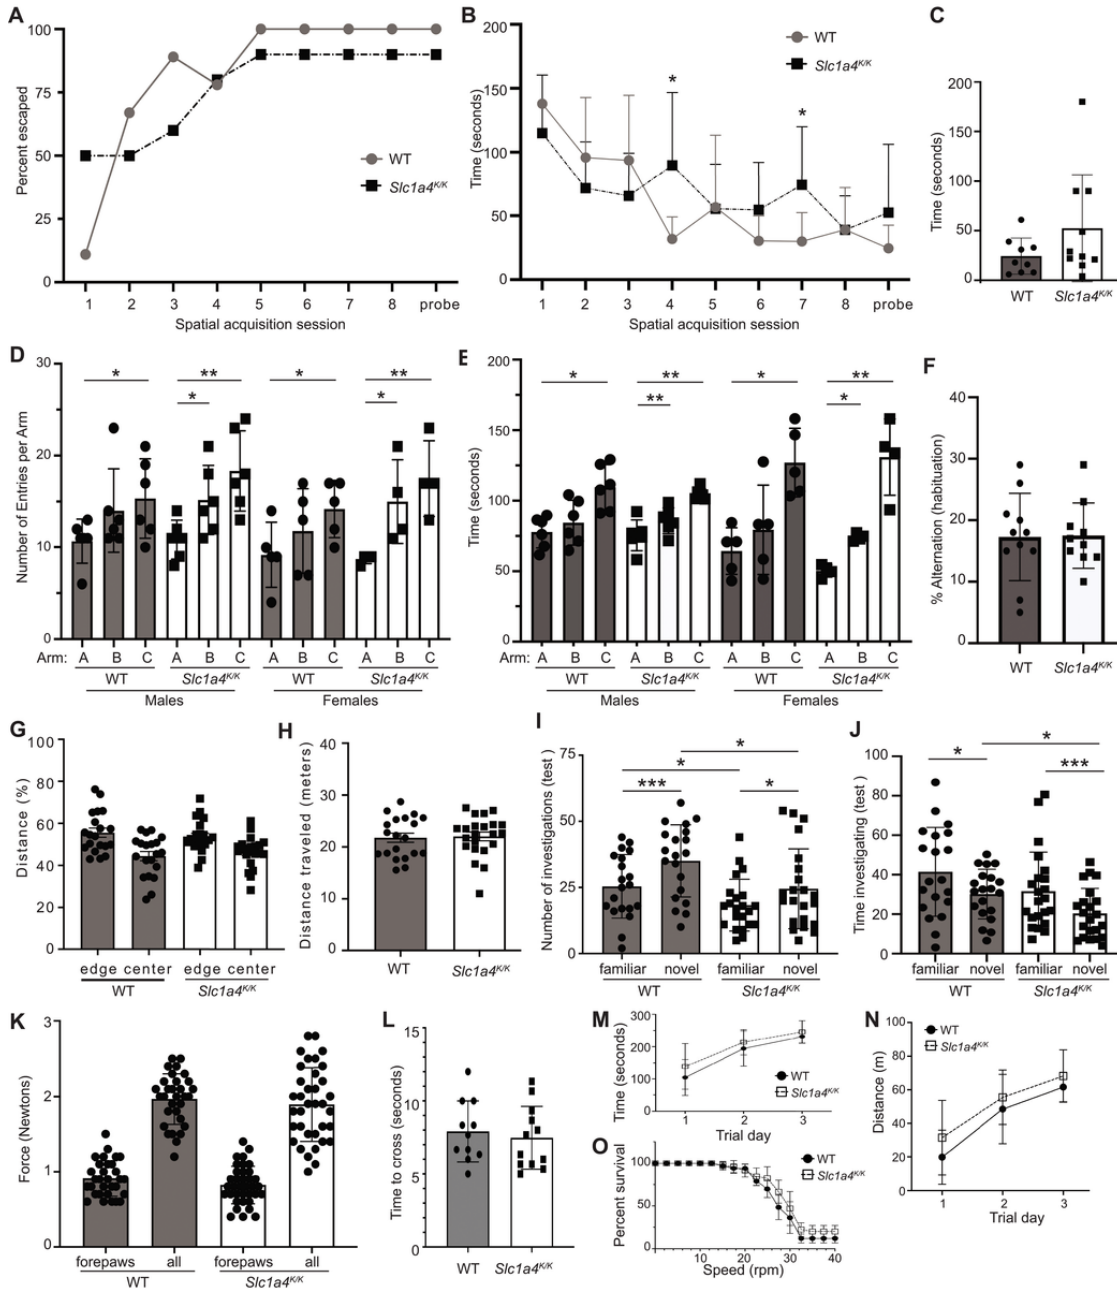 A
Percent escaped
100
75
50
25
0
WT
Slc1a4K/K
1 2 3 4 5 6 7 8 probe
Spatial acquisition session
B
Time (seconds)
200
150
100
50
0
WT
Slc1a4K/K
*
*
1 2 3 4 5 6 7 8 probe
Spatial acquisition session
C
Time (seconds)
200
150
100
50
0
WT Slc1a4K/K
D
Number of Entries per Arm
30
20
10
0
* ** * **
* *
Arm: A B C A B C A B C A B C
WT Slc1a4K/K WT Slc1a4K/K
Males Females
E
Time (seconds)
200
150
100
50
0
* ** * **
** *
Arm: A B C A B C A B C A B C
WT Slc1a4K/K WT Slc1a4K/K
Males Females
F
% Alternation (habituation)
40
30
20
10
0
WT Slc1a4K/K
G
Distance (%)
100
80
60
40
20
0
edge center edge center
WT Slc1a4K/K
H
Distance traveled (meters)
40
30
20
10
0
WT Slc1a4K/K
I
Number of investigations (test )
75
50
25
0
*
*
*** *
familiar novel familiar novel
WT Slc1a4K/K
J
Time investigating (test )
100
80
60
40
20
0
* *
***
familiar novel familiar novel
WT Slc1a4K/K
K
Force (Newtons)
3
2
1
0
forepaws all forepaws all
WT Slc1a4K/K
L
Time to cross (seconds)
15
10
5
0
WT Slc1a4K/K
M
Time (seconds)
300
200
100
0
WT
Slc1a4K/K
1 2 3
Trial day
N
Distance (m)
100
80
60
40
20
0
WT
Slc1a4K/K
1 2 3
Trial day
O
Percent survival
100
50
0
WT
Slc1a4K/K
10 20 30 40
Speed (rpm)